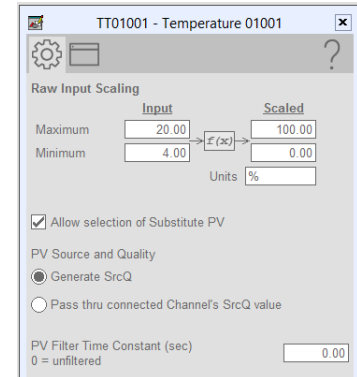 TT01001 - Temperature 01001
?
Raw Input Scaling
Input Scaled
Maximum 20.00 f(x) 100.00
Minimum 4.00 0.00
Units %
Allow selection of Substitute PV
PV Source and Quality
Generate SrcQ
Pass thru connected Channel's SrcQ value
PV Filter Time Constant (sec)
0 = unfiltered 0.00